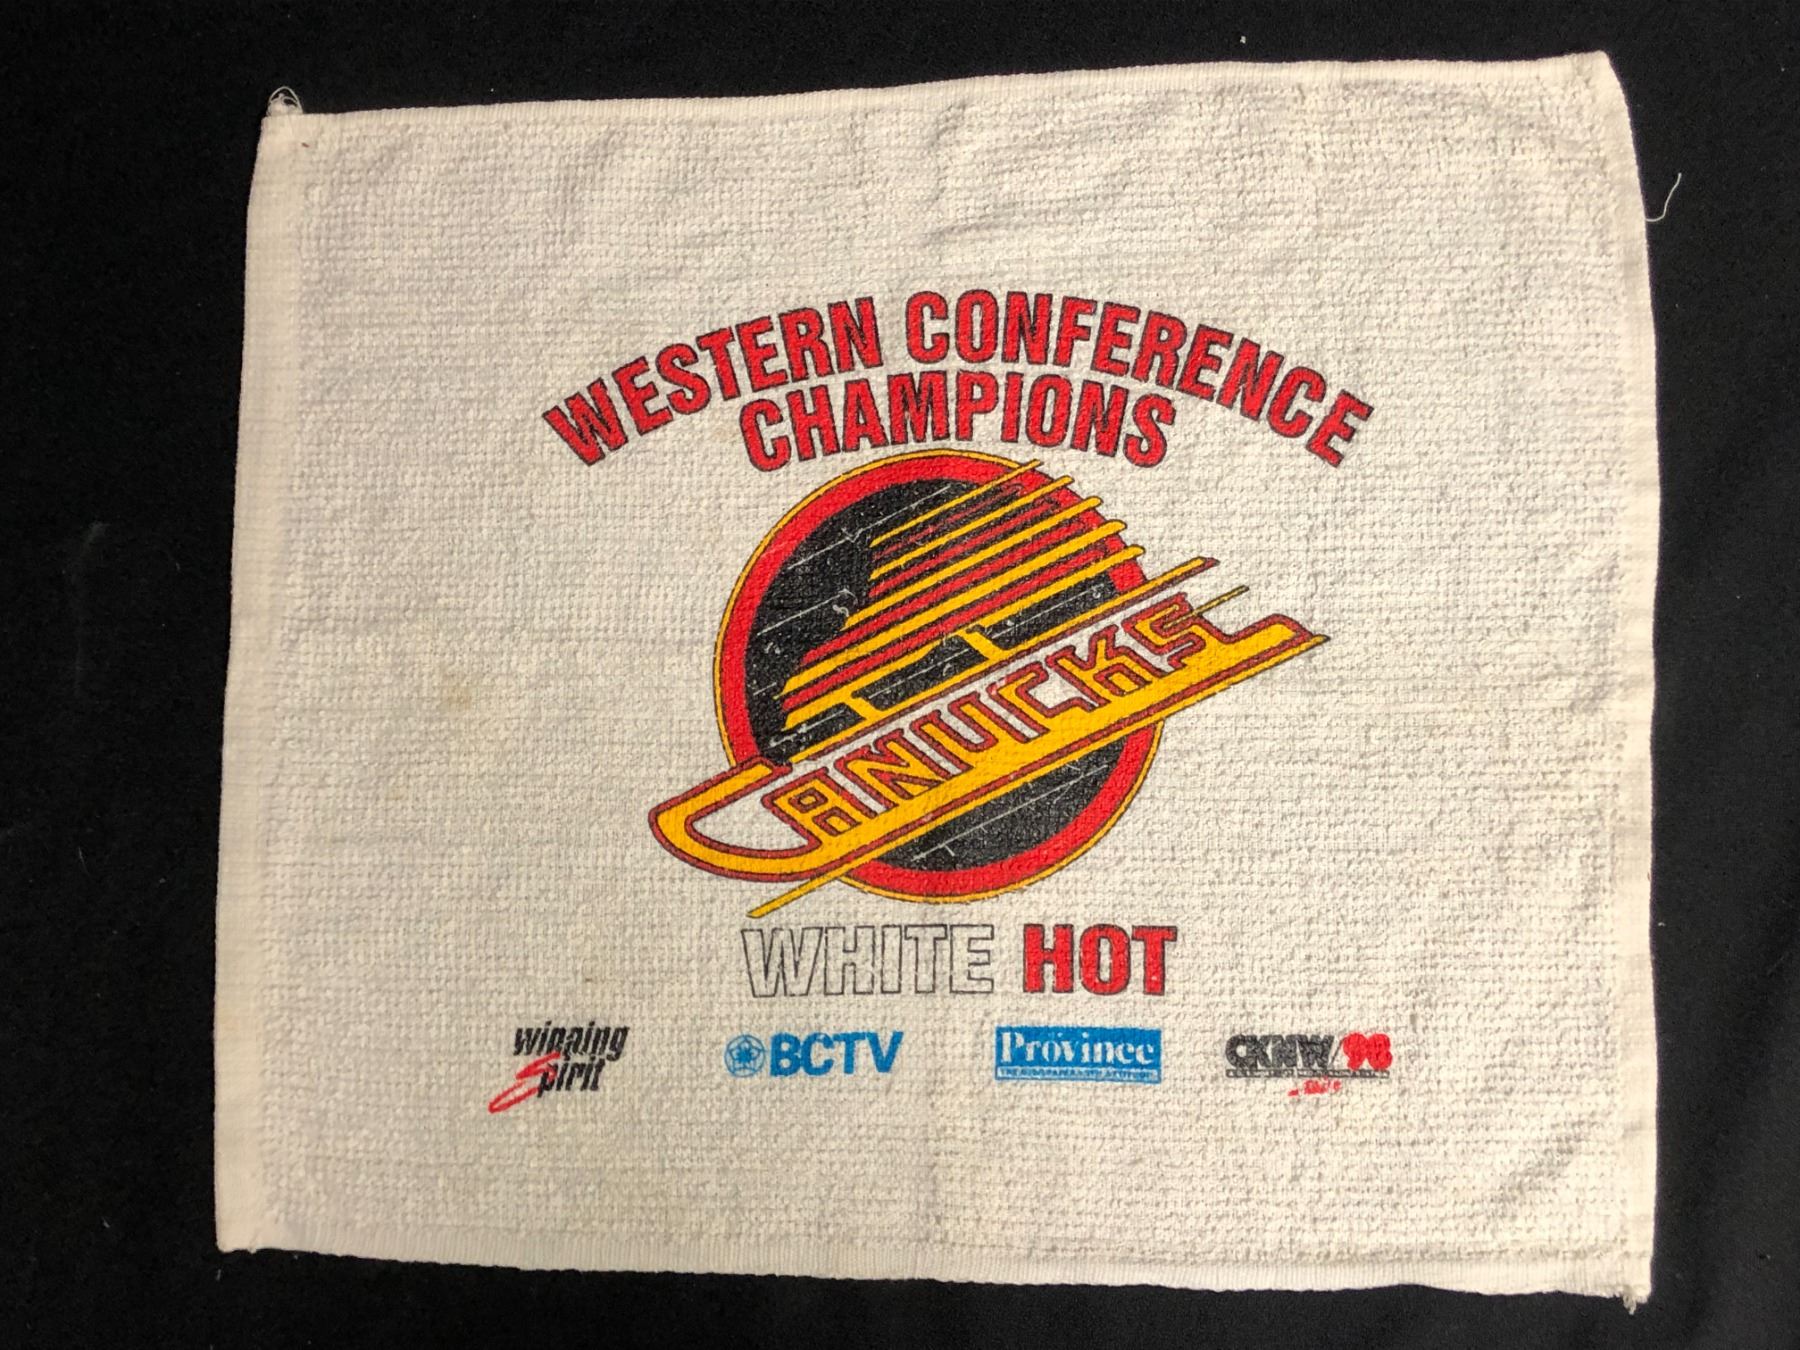 WESTERN CONFERENCE
CHAMPIONS
CANUCKS
WHITE HOT
winning
Spirit
BCTV
Province
CKNW/98